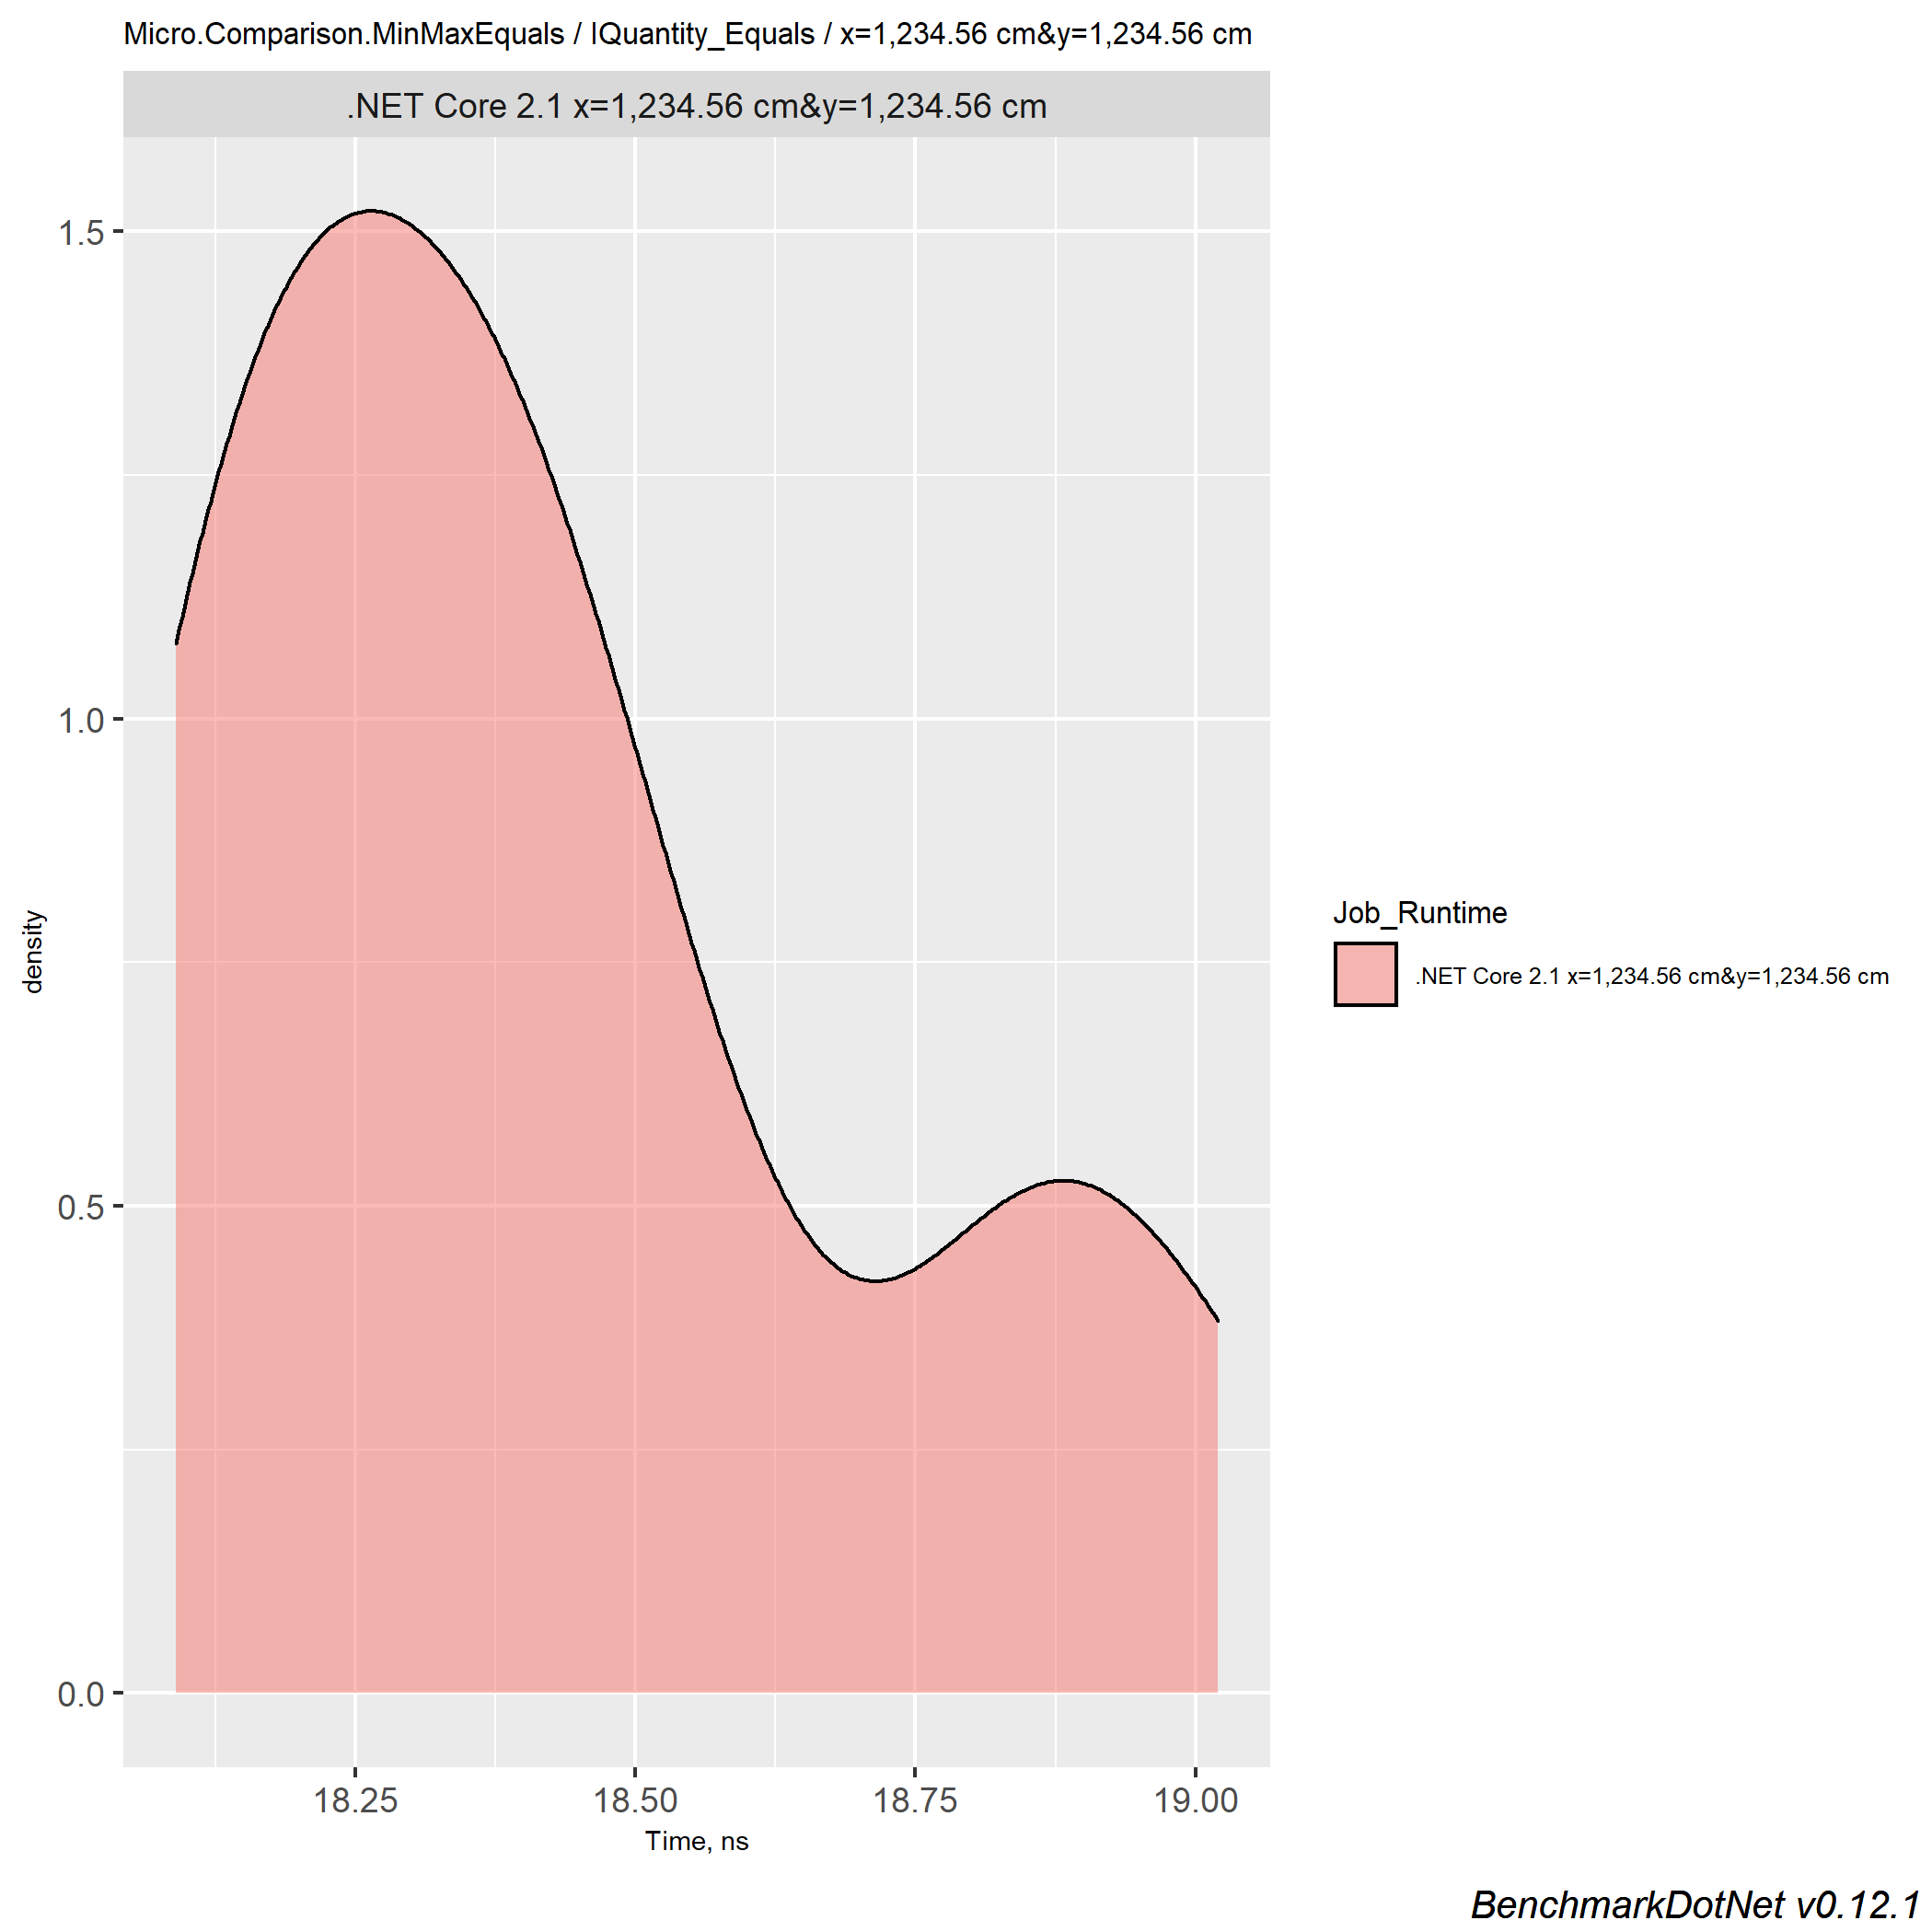 Micro.Comparison.MinMaxEquals / IQuantity_Equals / x=1,234.56 cm&y=1,234.56 cm
.NET Core 2.1 x=1,234.56 cm&y=1,234.56 cm
1.5
1.0
0.5
0.0
density
18.25 18.50 18.75 19.00
Time, ns
Job_Runtime
.NET Core 2.1 x=1,234.56 cm&y=1,234.56 cm
BenchmarkDotNet v0.12.1